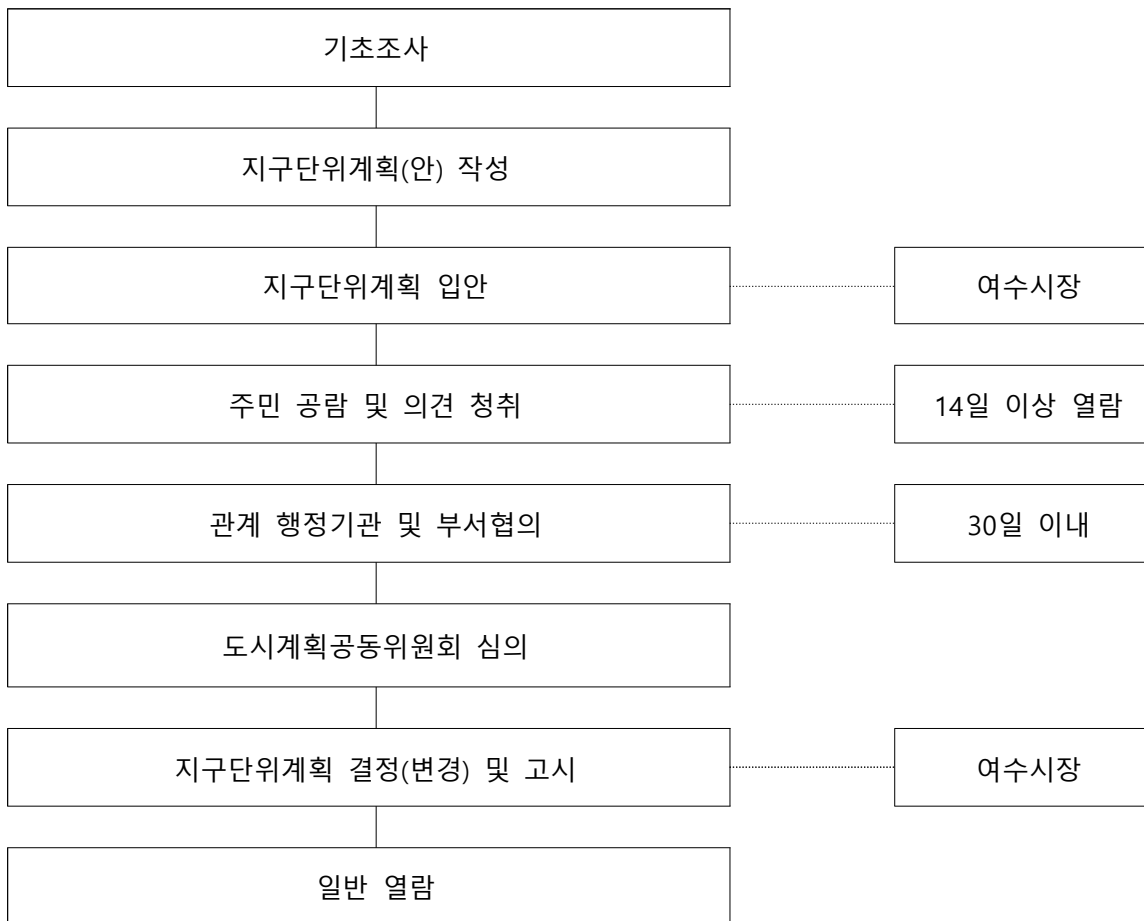 기초조사
지구단위계획(안) 작성
지구단위계획 입안
여수시장
주민 공람 및 의견 청취
14일 이상 열람
관계 행정기관 및 부서협의
30일 이내
도시계획공동위원회 심의
지구단위계획 결정(변경) 및 고시
여수시장
일반 열람